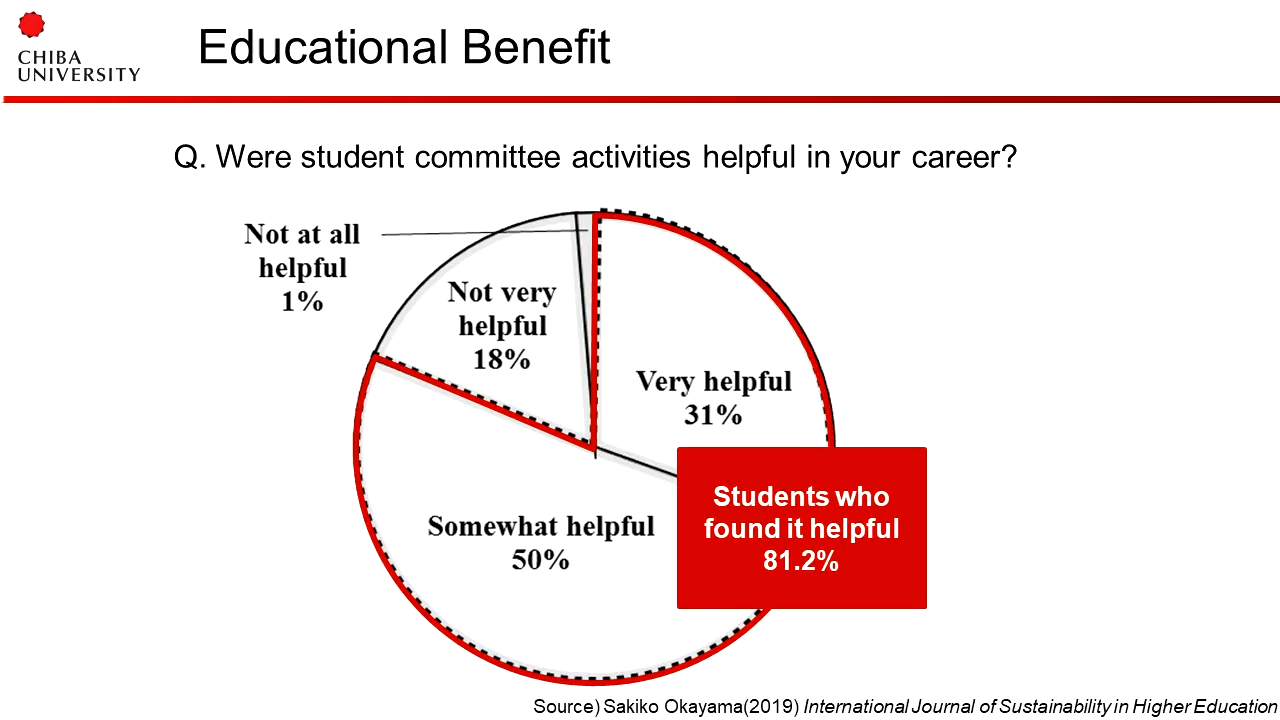 CHIBA
UNIVERSITY
Educational Benefit
Q. Were student committee activities helpful in your career?
Not at all
helpful
1%
Not very
helpful
18%
Very helpful
31%
Somewhat helpful
50%
Students who
found it helpful
81.2%
Source) Sakiko Okayama(2019) International Journal of Sustainability in Higher Education